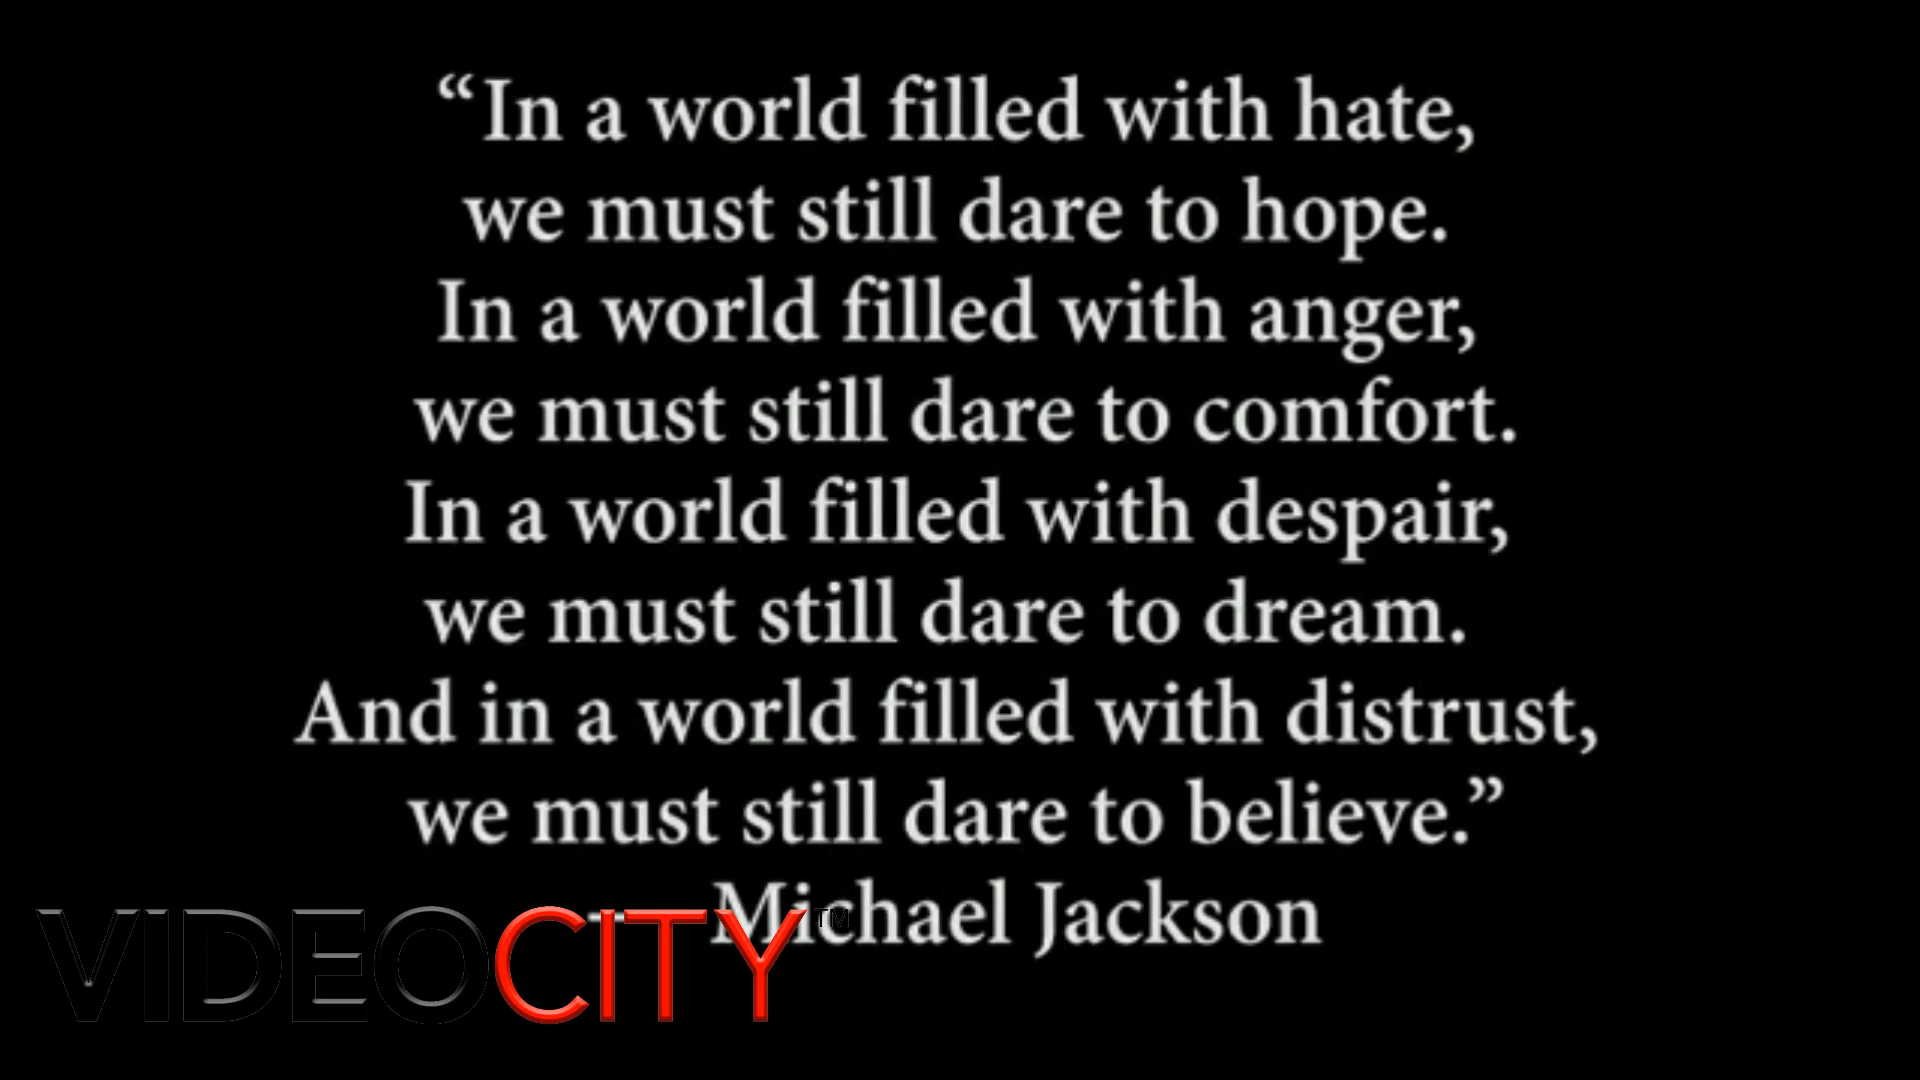 “In a world filled with hate,
we must still dare to hope.
In a world filled with anger,
we must still dare to comfort.
In a world filled with despair,
we must still dare to dream.
And in a world filled with distrust,
we must still dare to believe.”
—Michael Jackson
VIDEOCITY™